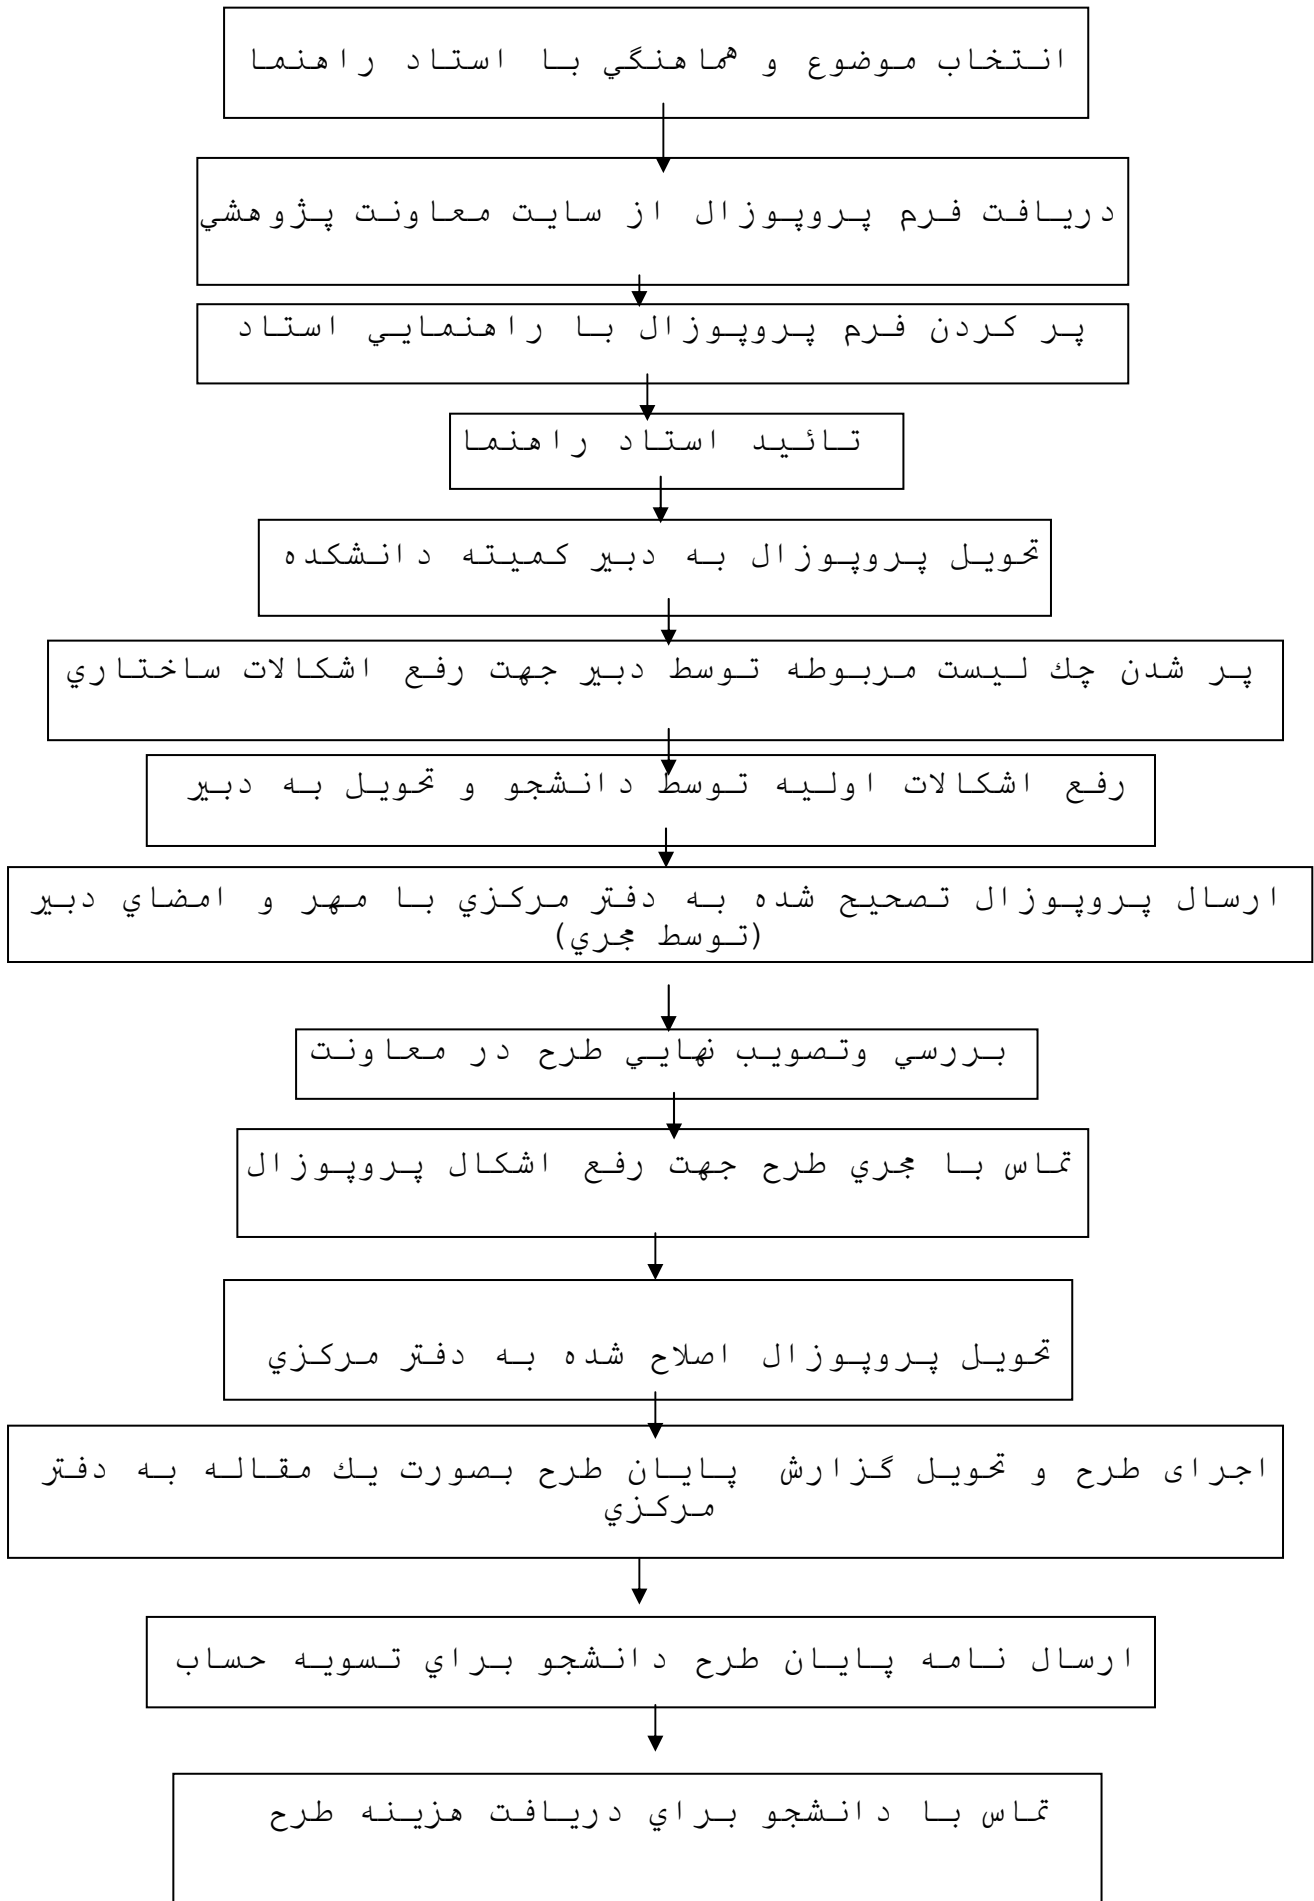 انتخاب موضوع و هماهنگي با استاد راهنما
دريافت فرم پروپوزال از سايت معاونت پژوهشي
پر كردن فرم پروپوزال با راهنمايي استاد
تائيد استاد راهنما
تحويل پروپوزال به دبير كميته دانشكده
پر شدن چك ليست مربوطه توسط دبير جهت رفع اشكالات ساختاري
رفع اشكالات اوليه توسط دانشجو و تحويل به دبير
ارسال پروپوزال تصحيح شده به دفتر مركزي با مهر و امضاي دبير
(توسط مجري)
بررسي وتصويب نهايي طرح در معاونت
تماس با مجري طرح جهت رفع اشكال پروپوزال
تحويل پروپوزال اصلاح شده به دفتر مركزي
اجرای طرح و تحويل گزارش پايان طرح بصورت يك مقاله به دفتر
مركزي
ارسال نامه پايان طرح دانشجو براي تسويه حساب
تماس با دانشجو براي دريافت هزينه طرح